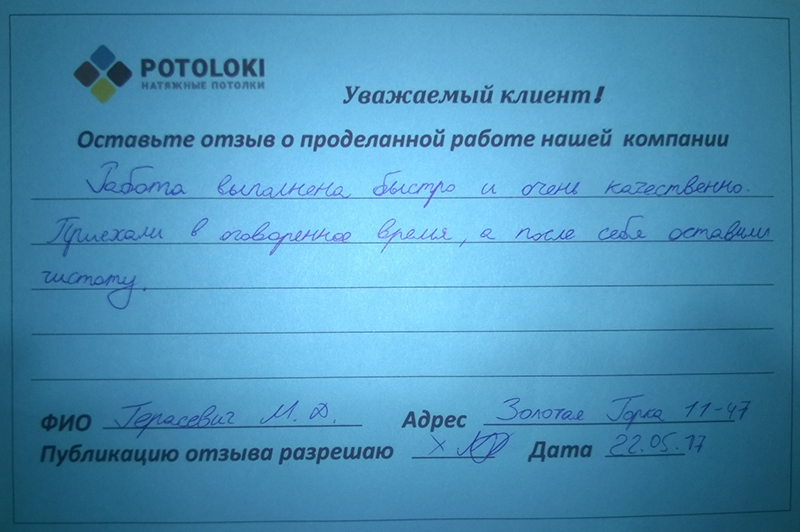 POTOLOKI
НАТЯЖНЫЕ ПОТОЛКИ
Уважаемый клиент!
Оставьте отзыв о проделанной работе нашей компании
Работа выполнена быстро и очень качественно.
Приехали в оговоренное время, а после себя оставили
чистоту.
ФИО Герасевич М. Д. Адрес Золотая Горка 11-47
Публикацию отзыва разрешаю Дата 22.05.17